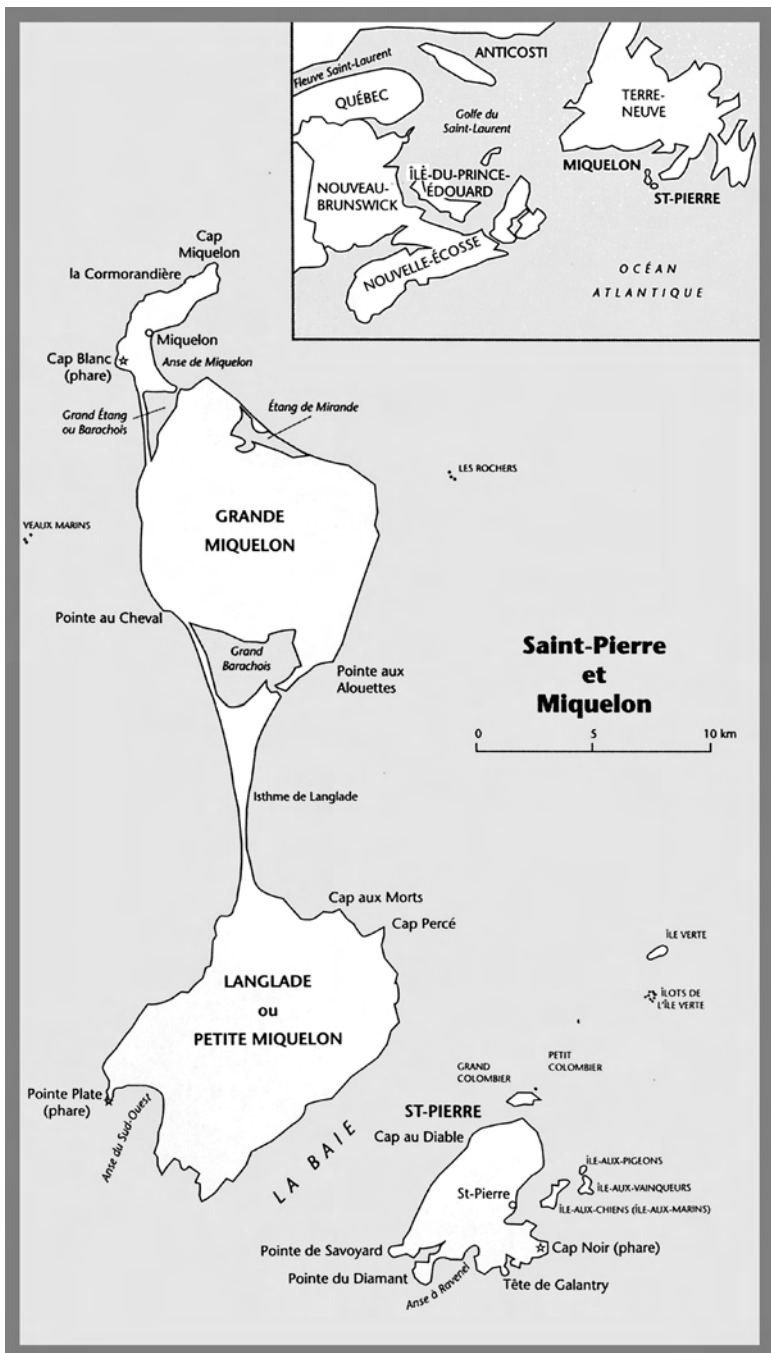 ANTICOSTI
Fleuve Saint-Laurent
QUÉBEC
Golfe du
Saint-Laurent
TERRE-
NEUVE
MIQUELON
ST-PIERRE
ÎLE-DU-PRINCE-
ÉDOUARD
NOUVEAU-
BRUNSWICK
NOUVELLE-ÉCOSSE
OCÉAN
ATLANTIQUE
Cap
Miquelon
la Cormorandière
Miquelon
Cap Blanc
(phare)
Anse de Miquelon
Grand Étang
ou Barachois
Étang de Mirande
LES ROCHERS
GRANDE
MIQUELON
VEAUX MARINS
Pointe au Cheval
Grand
Barachois
Pointe aux
Alouettes
Saint-Pierre
et
Miquelon
0 5 10 km
Isthme de Langlade
Cap aux Morts
Cap Percé
ÎLE VERTE
LANGLADE
ou
PETITE MIQUELON
ÎLOTS DE
L'ÎLE VERTE
Pointe Plate
(phare)
Anse du Sud-Ouest
LA BAIE
GRAND
COLOMBIER
PETIT
COLOMBIER
ST-PIERRE
Cap au Diable
ÎLE-AUX-PIGEONS
St-Pierre
ÎLE-AUX-VAINQUEURS
ÎLE-AUX-CHIENS (ÎLE-AUX-MARINS)
Pointe de Savoyard
Cap Noir (phare)
Pointe du Diamant
Anse à Ravenel
Tête de Galantry